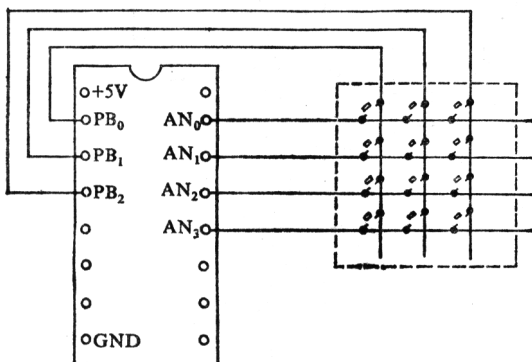 +5V
PB₀ AN₀
PB₁ AN₁
PB₂ AN₂
AN₃
GND